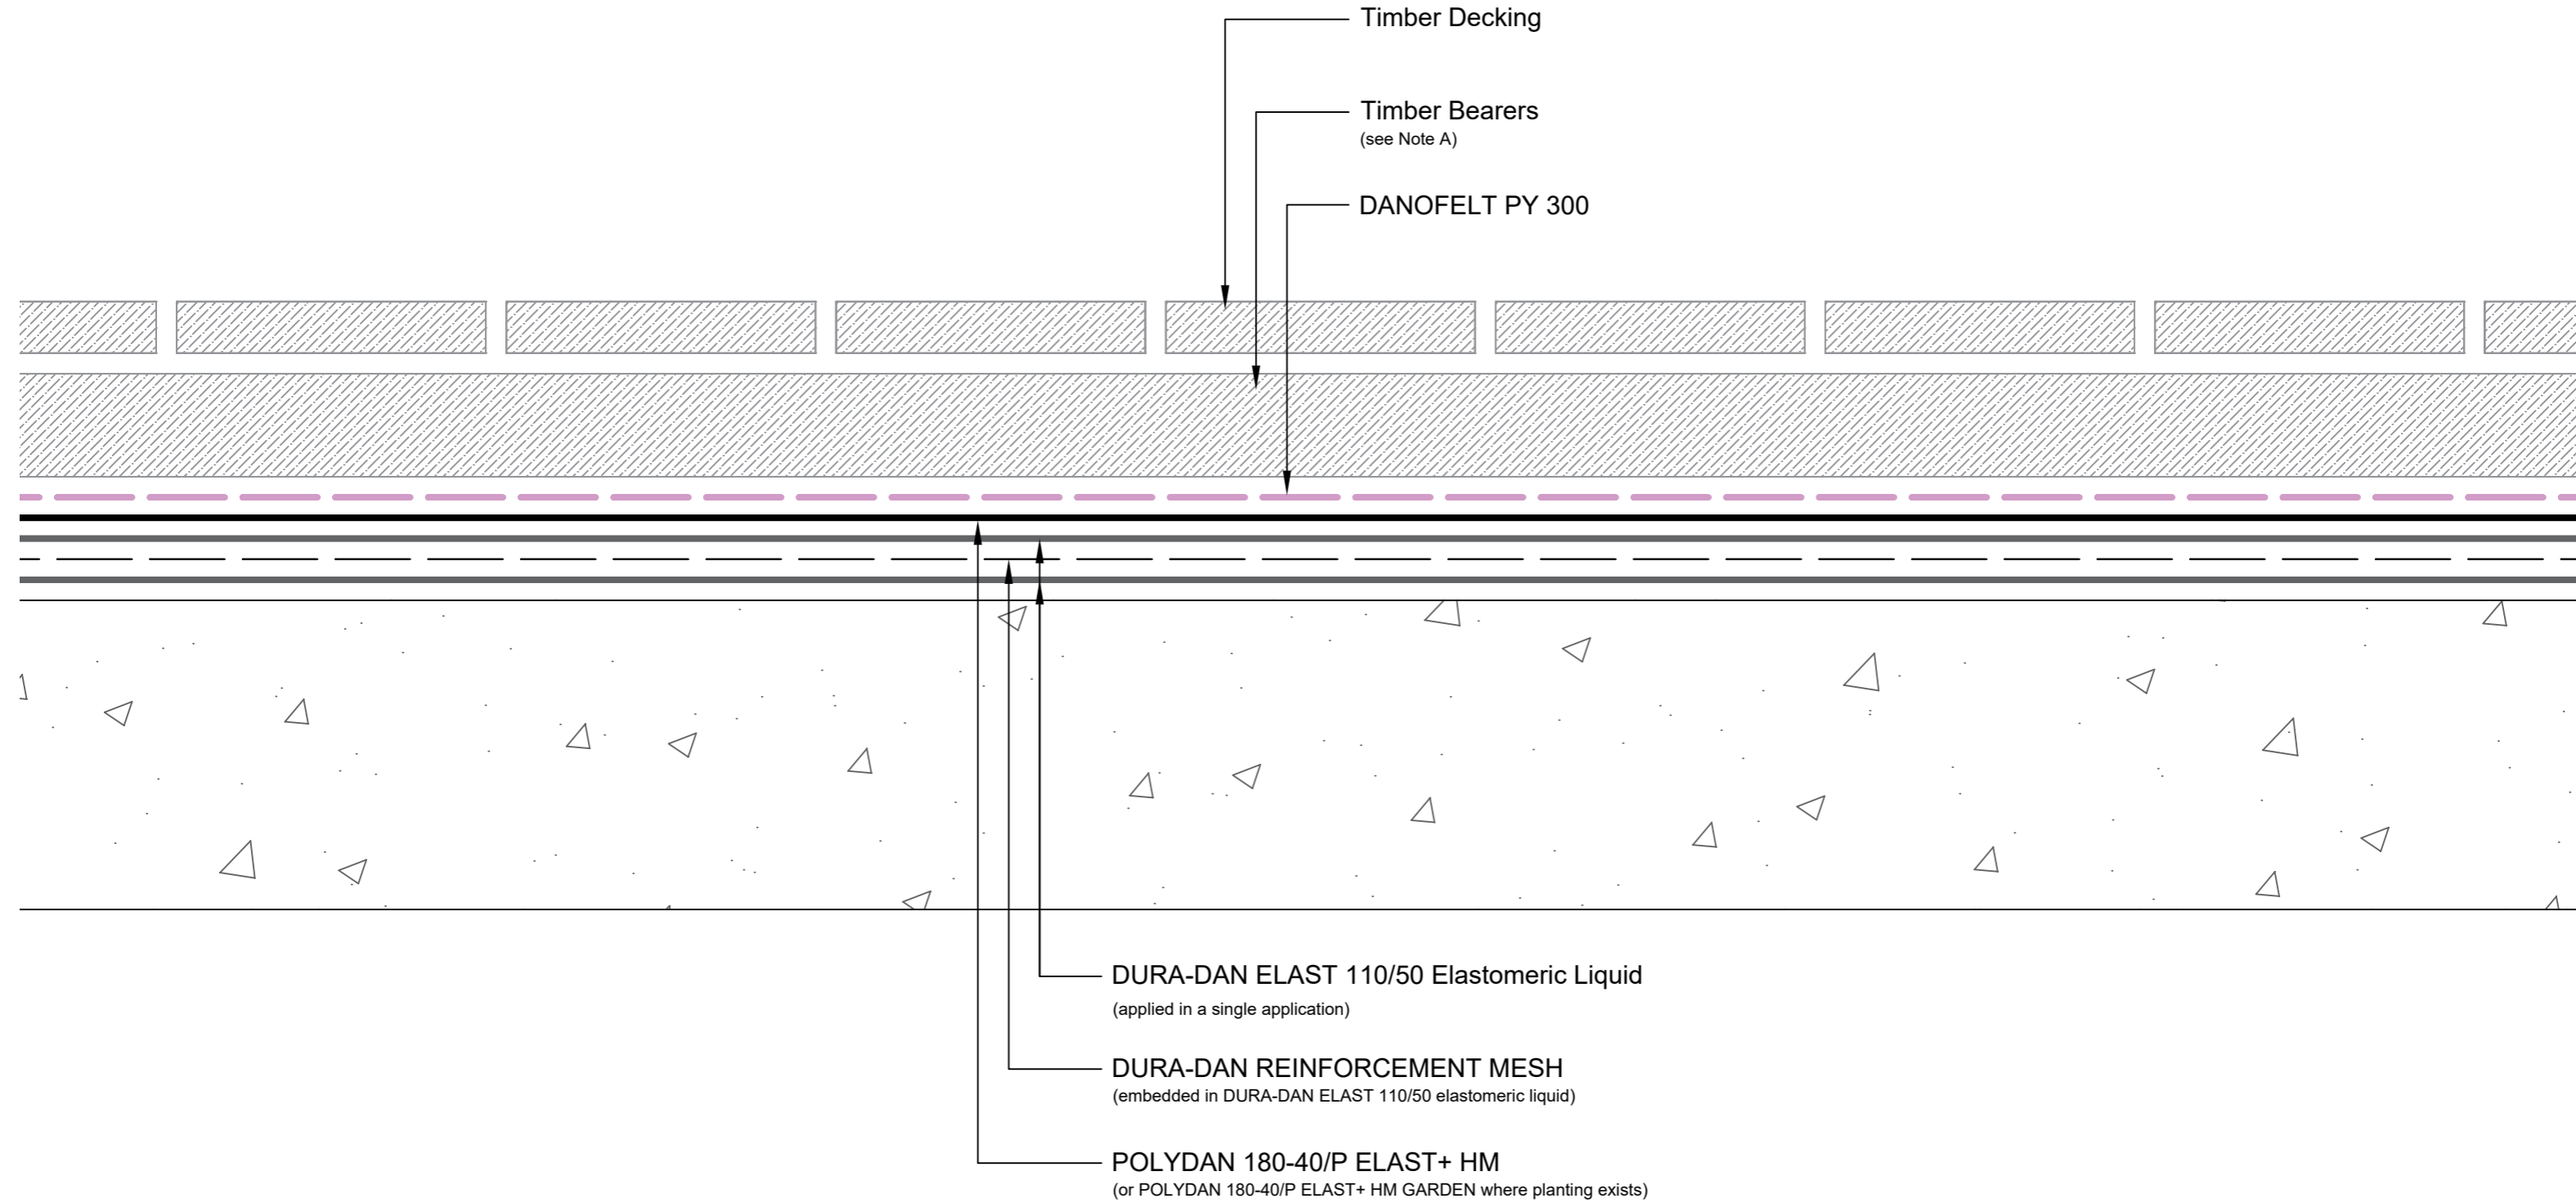 Timber Decking
Timber Bearers
(see Note A)
DANOFELT PY 300
DURA-DAN ELAST 110/50 Elastomeric Liquid
(applied in a single application)
DURA-DAN REINFORCEMENT MESH
(embedded in DURA-DAN ELAST 110/50 elastomeric liquid)
POLYDAN 180-40/P ELAST+ HM
(or POLYDAN 180-40/P ELAST+ HM GARDEN where planting exists)